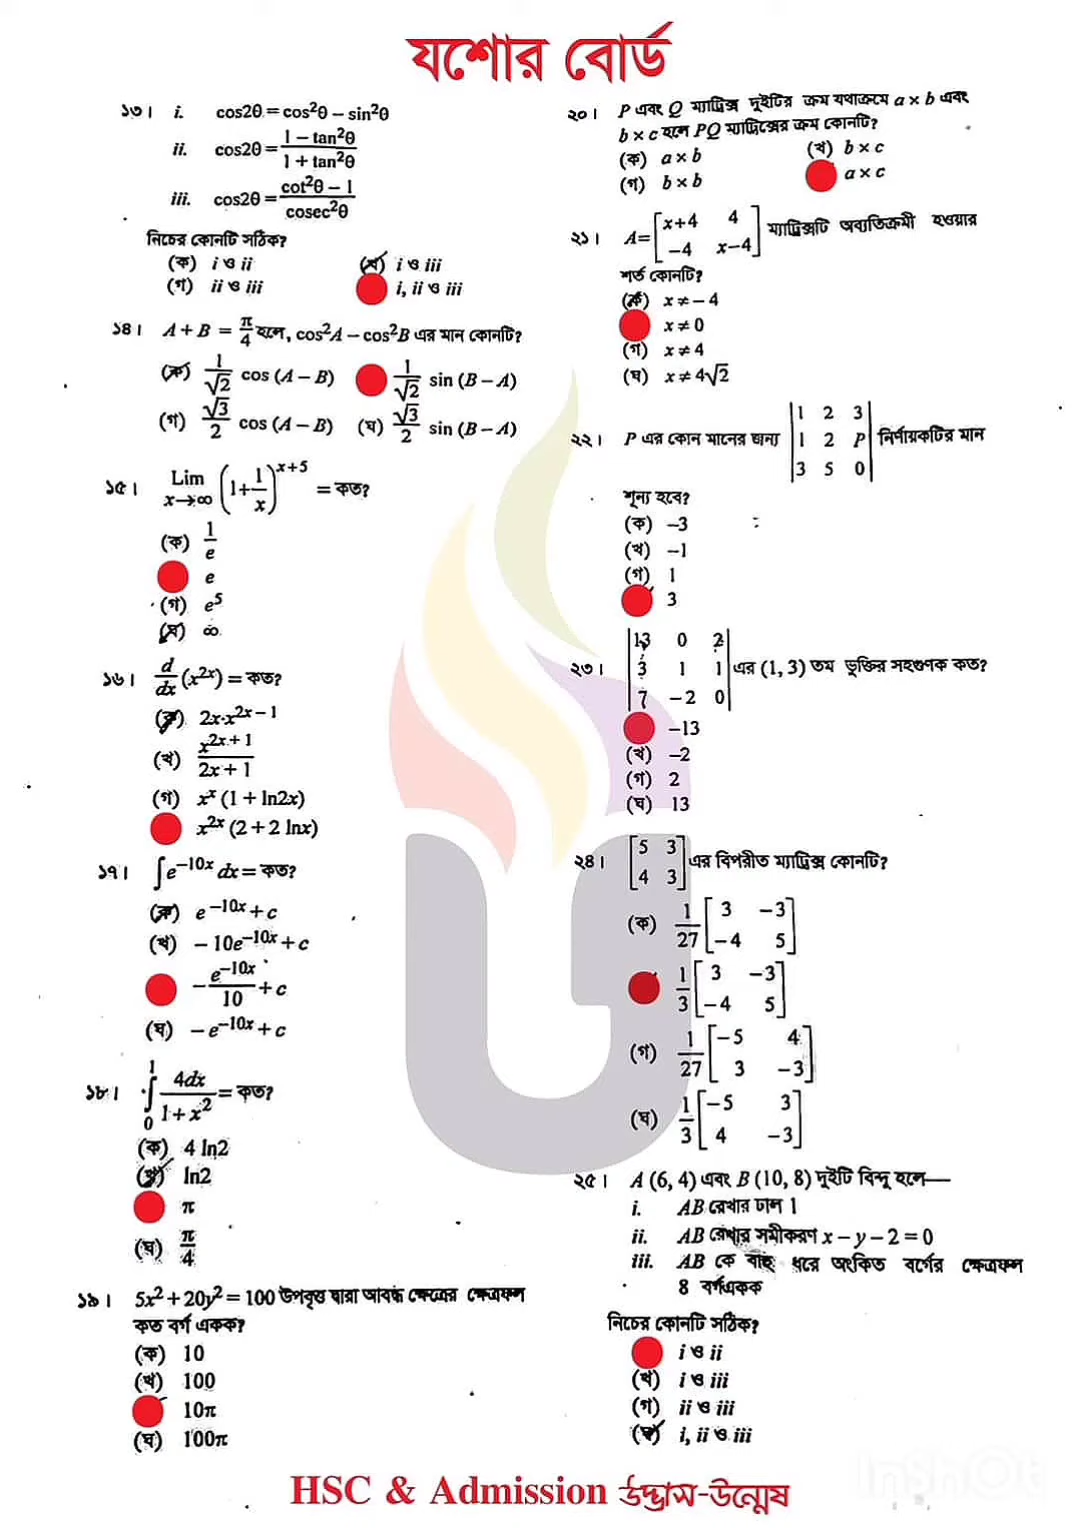 যশোর বোর্ড
১৩। i. cos2θ = cos²θ – sin²θ
ii. cos2θ = (1 – tan²θ)/(1 + tan²θ)
iii. cos2θ = (cot²θ – 1)/(cosec²θ)
নিচের কোনটি সঠিক?
(ক) i ও ii (খ) i ও iii
(গ) ii ও iii i, ii ও iii
১৪। A + B = π/4 হলে, cos²A – cos²B এর মান কোনটি?
(ক) 1/√2 cos (A – B) 1/√2 sin (B – A)
(গ) √3/2 cos (A – B) (ঘ) √3/2 sin (B – A)
১৫। Lim x→∞ (1+1/x)^(x+5) = কত?
(ক) 1/e
e
(গ) e⁵
(ঘ) ∞
১৬। d/dx (x^(2x)) = কত?
(ক) 2x·x^(2x – 1)
(খ) x^(2x + 1)/(2x + 1)
(গ) x^x (1 + ln2x)
x^(2x) (2 + 2 lnx)
১৭। ∫e^(–10x) dx = কত?
(ক) e^(–10x) + c
(খ) – 10e^(–10x) + c
– e^(–10x)/10 + c
(ঘ) – e^(–10x) + c
১৮। ∫₀¹ 4dx/(1 + x²) = কত?
(ক) 4 ln2
(খ) ln2
π
(ঘ) π/4
১৯। 5x² + 20y² = 100 উপবৃত্ত দ্বারা আবদ্ধ ক্ষেত্রের ক্ষেত্রফল
কত বর্গ একক?
(ক) 10
(খ) 100
10π
(ঘ) 100π
২০। P এবং Q ম্যাট্রিক্স দুইটির ক্রম যথাক্রমে a × b এবং
b × c হলে PQ ম্যাট্রিক্সের ক্রম কোনটি?
(ক) a × b (খ) b × c
(গ) b × b a × c
২১। A= [x+4 4; –4 x–4] ম্যাট্রিক্সটি অব্যতিক্রমী হওয়ার
শর্ত কোনটি?
(ক) x ≠ – 4
x ≠ 0
(গ) x ≠ 4
(ঘ) x ≠ 4√2
২২। P এর কোন মানের জন্য |1 2 3; 1 2 P; 3 5 0| নির্ণায়কটির মান
শূন্য হবে?
(ক) –3
(খ) –1
(গ) 1
3
২৩। |13 0 2; 3 1 1; 7 –2 0| এর (1, 3) তম ভুক্তির সহগুণক কত?
–13
(খ) –2
(গ) 2
(ঘ) 13
২৪। [5 3; 4 3] এর বিপরীত ম্যাট্রিক্স কোনটি?
(ক) 1/27 [3 –3; –4 5]
1/3 [3 –3; –4 5]
(গ) 1/27 [–5 4; 3 –3]
(ঘ) 1/3 [–5 3; 4 –3]
২৫। A (6, 4) এবং B (10, 8) দুইটি বিন্দু হলে—
i. AB রেখার ঢাল 1
ii. AB রেখার সমীকরণ x – y – 2 = 0
iii. AB কে বাহু ধরে অংকিত বর্গের ক্ষেত্রফল
8 বর্গএকক
নিচের কোনটি সঠিক?
i ও ii
(খ) i ও iii
(গ) ii ও iii
(ঘ) i, ii ও iii
HSC & Admission উদ্ভাস-উন্মেষ
InShOt